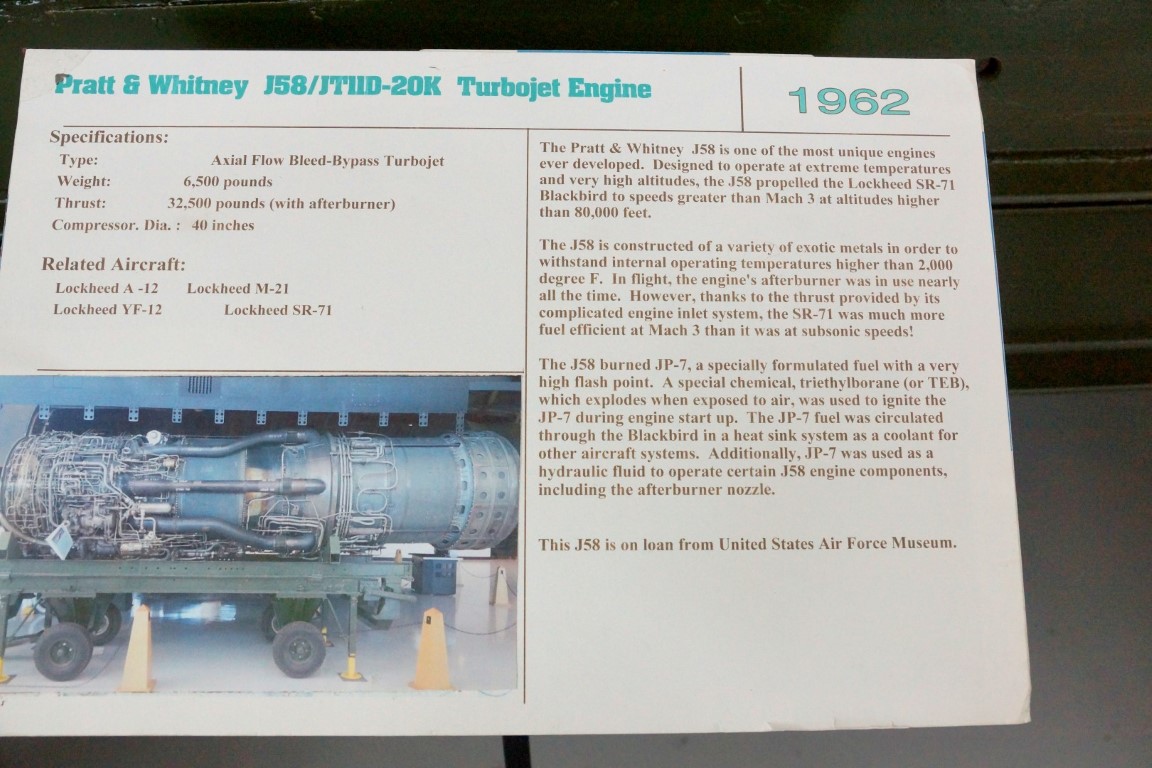 Pratt & Whitney J58/JT11D-20K Turbojet Engine
1962
Specifications:
Type: Axial Flow Bleed-Bypass Turbojet
Weight: 6,500 pounds
Thrust: 32,500 pounds (with afterburner)
Compressor. Dia. : 40 inches
Related Aircraft:
Lockheed A -12 Lockheed M-21
Lockheed YF-12 Lockheed SR-71
The Pratt & Whitney J58 is one of the most unique engines
ever developed. Designed to operate at extreme temperatures
and very high altitudes, the J58 propelled the Lockheed SR-71
Blackbird to speeds greater than Mach 3 at altitudes higher
than 80,000 feet.
The J58 is constructed of a variety of exotic metals in order to
withstand internal operating temperatures higher than 2,000
degree F. In flight, the engine's afterburner was in use nearly
all the time. However, thanks to the thrust provided by its
complicated engine inlet system, the SR-71 was much more
fuel efficient at Mach 3 than it was at subsonic speeds!
The J58 burned JP-7, a specially formulated fuel with a very
high flash point. A special chemical, triethylborane (or TEB),
which explodes when exposed to air, was used to ignite the
JP-7 during engine start up. The JP-7 fuel was circulated
through the Blackbird in a heat sink system as a coolant for
other aircraft systems. Additionally, JP-7 was used as a
hydraulic fluid to operate certain J58 engine components,
including the afterburner nozzle.
This J58 is on loan from United States Air Force Museum.